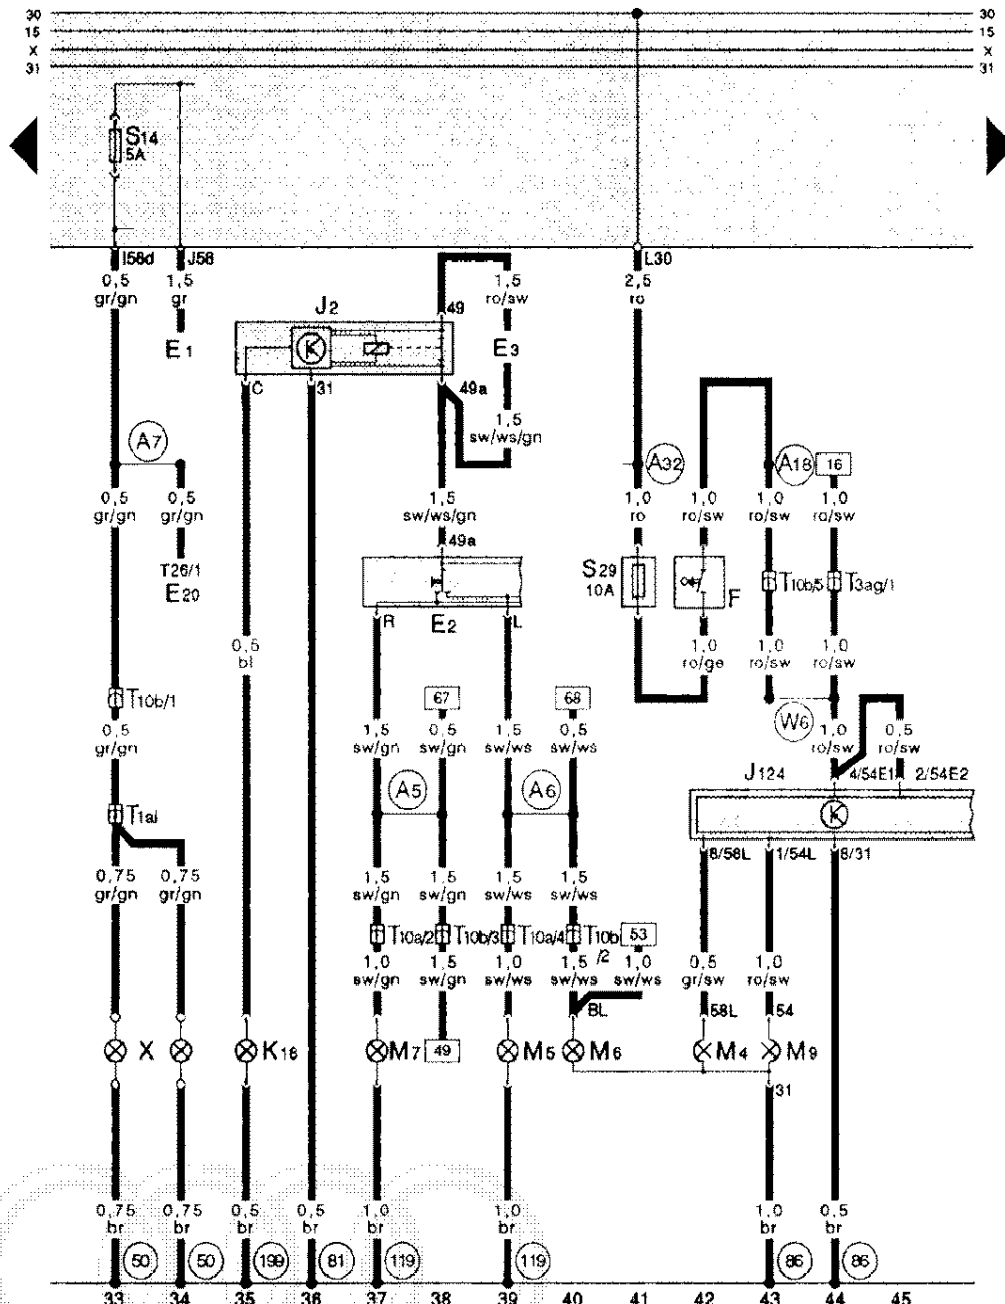 30 30
15 15
X X
31 31
S14
5A
I58d J58 L30
0,5 1,5 1,5 2,5
gr/gn gr ro/sw ro
49
J2
E1 E3
C 31 49a
1,5
sw/ws/gn
A7 A32 A18 16
0,5 0,5 1,5 1,0 1,0 1,0 1,0
gr/gn gr/gn sw/ws/gn ro ro/sw ro/sw ro/sw
49a
T26/1 S29 T10b/5 T3ag/1
E20 10A F
R E2 L
0,5 1,0 1,0 1,0
bl ro/ge ro/sw ro/sw
T10b/1 67 68 W6
0,5 1,5 0,5 1,5 0,5 1,0 0,5
gr/gn sw/gn sw/gn sw/ws sw/ws ro/sw ro/sw
J124 4/54E1 2/54E2
A5 A6
T1al
8/58L 1/54L 8/31
0,75 0,75 1,5 1,5 1,5 1,5
gr/gn gr/gn sw/gn sw/gn sw/ws sw/ws
T10a/2 T10b/3 T10a/4 T10b/2 53
1,0 1,5 1,0 1,5 1,0 0,5 1,0
sw/gn sw/gn sw/ws sw/ws sw/ws gr/sw ro/sw
BL 58L 54
X K18 M7 49 M5 M6 M4 M9
31
0,75 0,75 0,5 0,5 1,0 1,0 1,0 0,5
br br br br br br br br
50 50 199 81 119 119 86 86
33 34 35 36 37 38 39 40 41 42 43 44 45